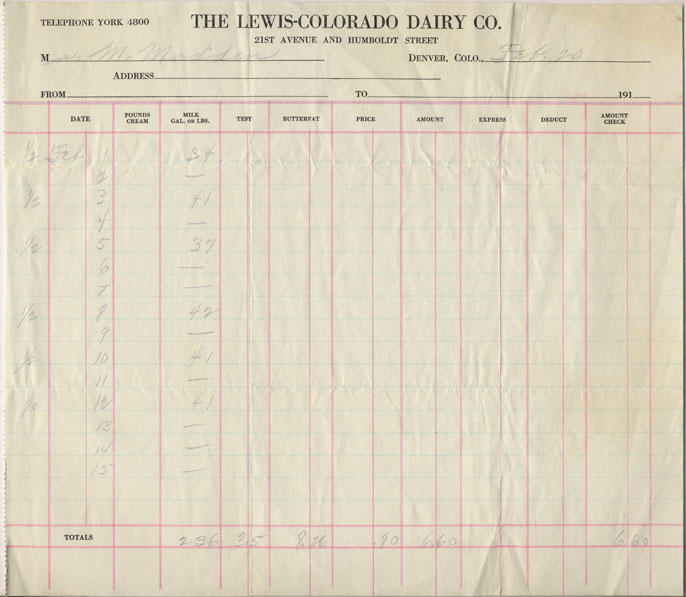 TELEPHONE YORK 4800
THE LEWIS-COLORADO DAIRY CO.
21ST AVENUE AND HUMBOLDT STREET
Mr. M. Madden DENVER, COLO., Feb. 20
ADDRESS
FROM TO 191
DATE POUNDS CREAM MILK GAL. OR LBS. TEST BUTTERFAT PRICE AMOUNT EXPRESS DEDUCT AMOUNT CHECK
1/2 Feb 1 34
2 —
1/2 3 41
4 —
1/2 5 37
6 —
7 —
1/2 8 42
9 —
1/2 10 41
11 —
1/2 12 41
13 —
14 —
15 —
TOTALS 236 3.5 8.26 .80 6.60 6.60